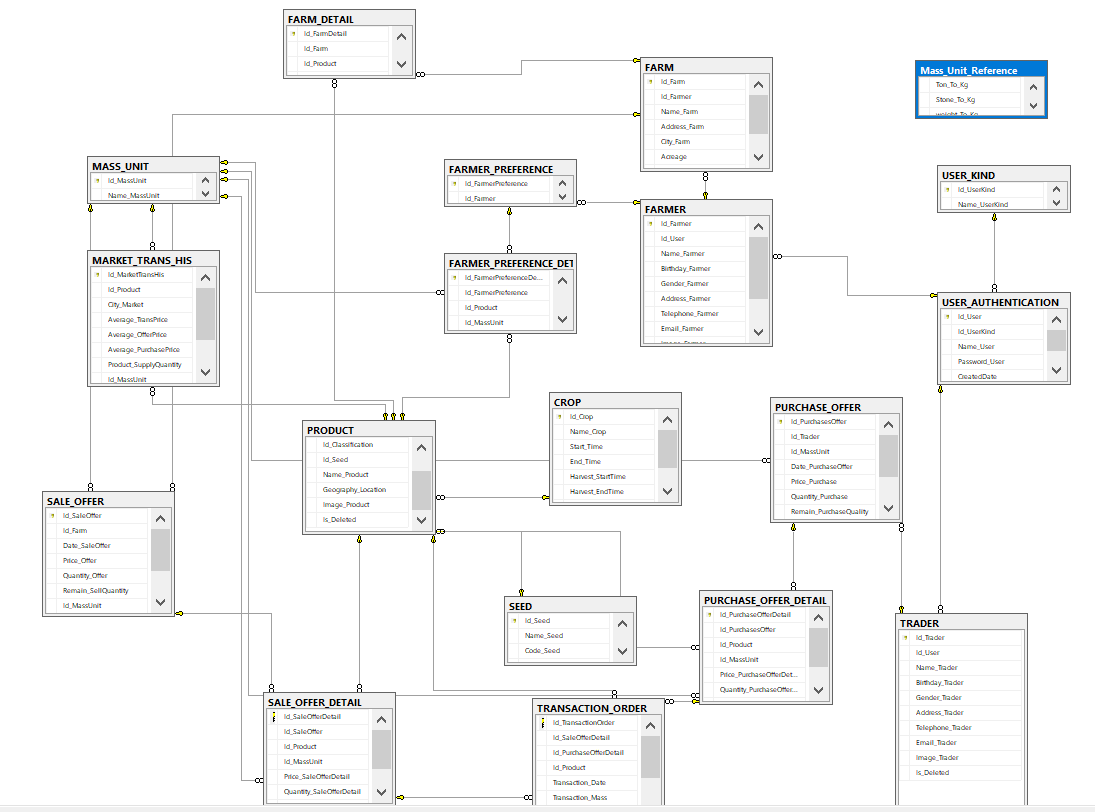 FARM_DETAIL
Id_FarmDetail
Id_Farm
Id_Product
FARM
Id_Farm
Id_Farmer
Name_Farm
Address_Farm
City_Farm
Acreage
Mass_Unit_Reference
Ton_To_Kg
Stone_To_Kg
weight_To_Kg
MASS_UNIT
Id_MassUnit
Name_MassUnit
FARMER_PREFERENCE
Id_FarmerPreference
Id_Farmer
USER_KIND
Id_UserKind
Name_UserKind
FARMER
Id_Farmer
Id_User
Name_Farmer
Birthday_Farmer
Gender_Farmer
Address_Farmer
Telephone_Farmer
Email_Farmer
Image_Farmer
MARKET_TRANS_HIS
Id_MarketTransHis
Id_Product
City_Market
Average_TransPrice
Average_OfferPrice
Average_PurchasePrice
Product_SupplyQuantity
Id_MassUnit
FARMER_PREFERENCE_DET
Id_FarmerPreferenceDe...
Id_FarmerPreference
Id_Product
Id_MassUnit
USER_AUTHENTICATION
Id_User
Id_UserKind
Name_User
Password_User
CreatedDate
CROP
Id_Crop
Name_Crop
Start_Time
End_Time
Harvest_StartTime
Harvest_EndTime
PURCHASE_OFFER
Id_PurchasesOffer
Id_Trader
Id_MassUnit
Date_PurchaseOffer
Price_Purchase
Quantity_Purchase
Remain_PurchaseQuality
PRODUCT
Id_Classification
Id_Seed
Name_Product
Geography_Location
Image_Product
Is_Deleted
SALE_OFFER
Id_SaleOffer
Id_Farm
Date_SaleOffer
Price_Offer
Quantity_Offer
Remain_SellQuantity
Id_MassUnit
SEED
Id_Seed
Name_Seed
Code_Seed
PURCHASE_OFFER_DETAIL
Id_PurchaseOfferDetail
Id_PurchasesOffer
Id_Product
Id_MassUnit
Price_PurchaseOfferDet...
Quantity_PurchaseOffer...
TRADER
Id_Trader
Id_User
Name_Trader
Birthday_Trader
Gender_Trader
Address_Trader
Telephone_Trader
Email_Trader
Image_Trader
Is_Deleted
SALE_OFFER_DETAIL
Id_SaleOfferDetail
Id_SaleOffer
Id_Product
Id_MassUnit
Price_SaleOfferDetail
Quantity_SaleOfferDetail
TRANSACTION_ORDER
Id_TransactionOrder
Id_SaleOfferDetail
Id_PurchaseOfferDetail
Id_Product
Transaction_Date
Transaction_Mass